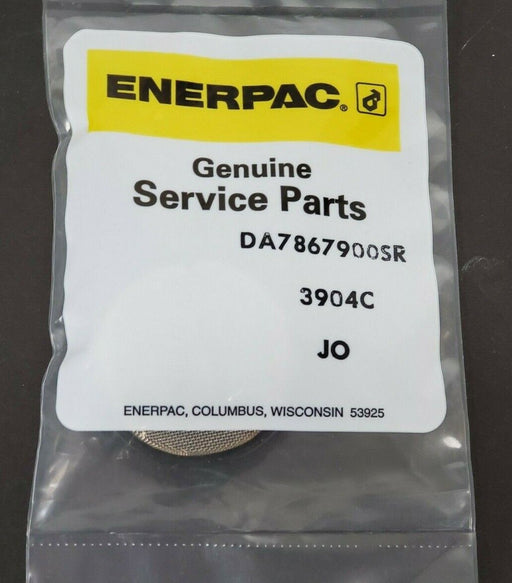 ENERPAC®
Genuine
Service Parts
DA7867900SR
3904C
JO
ENERPAC, COLUMBUS, WISCONSIN 53925